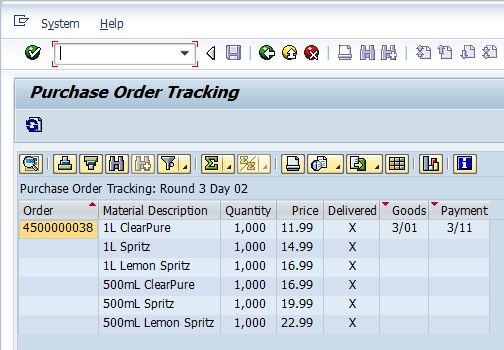 System Help
Purchase Order Tracking
Purchase Order Tracking: Round 3 Day 02
Order Material Description Quantity Price Delivered Goods Payment
4500000038 1L ClearPure 1,000 11.99 X 3/01 3/11
1L Spritz 1,000 14.99 X
1L Lemon Spritz 1,000 16.99 X
500mL ClearPure 1,000 16.99 X
500mL Spritz 1,000 19.99 X
500mL Lemon Spritz 1,000 22.99 X